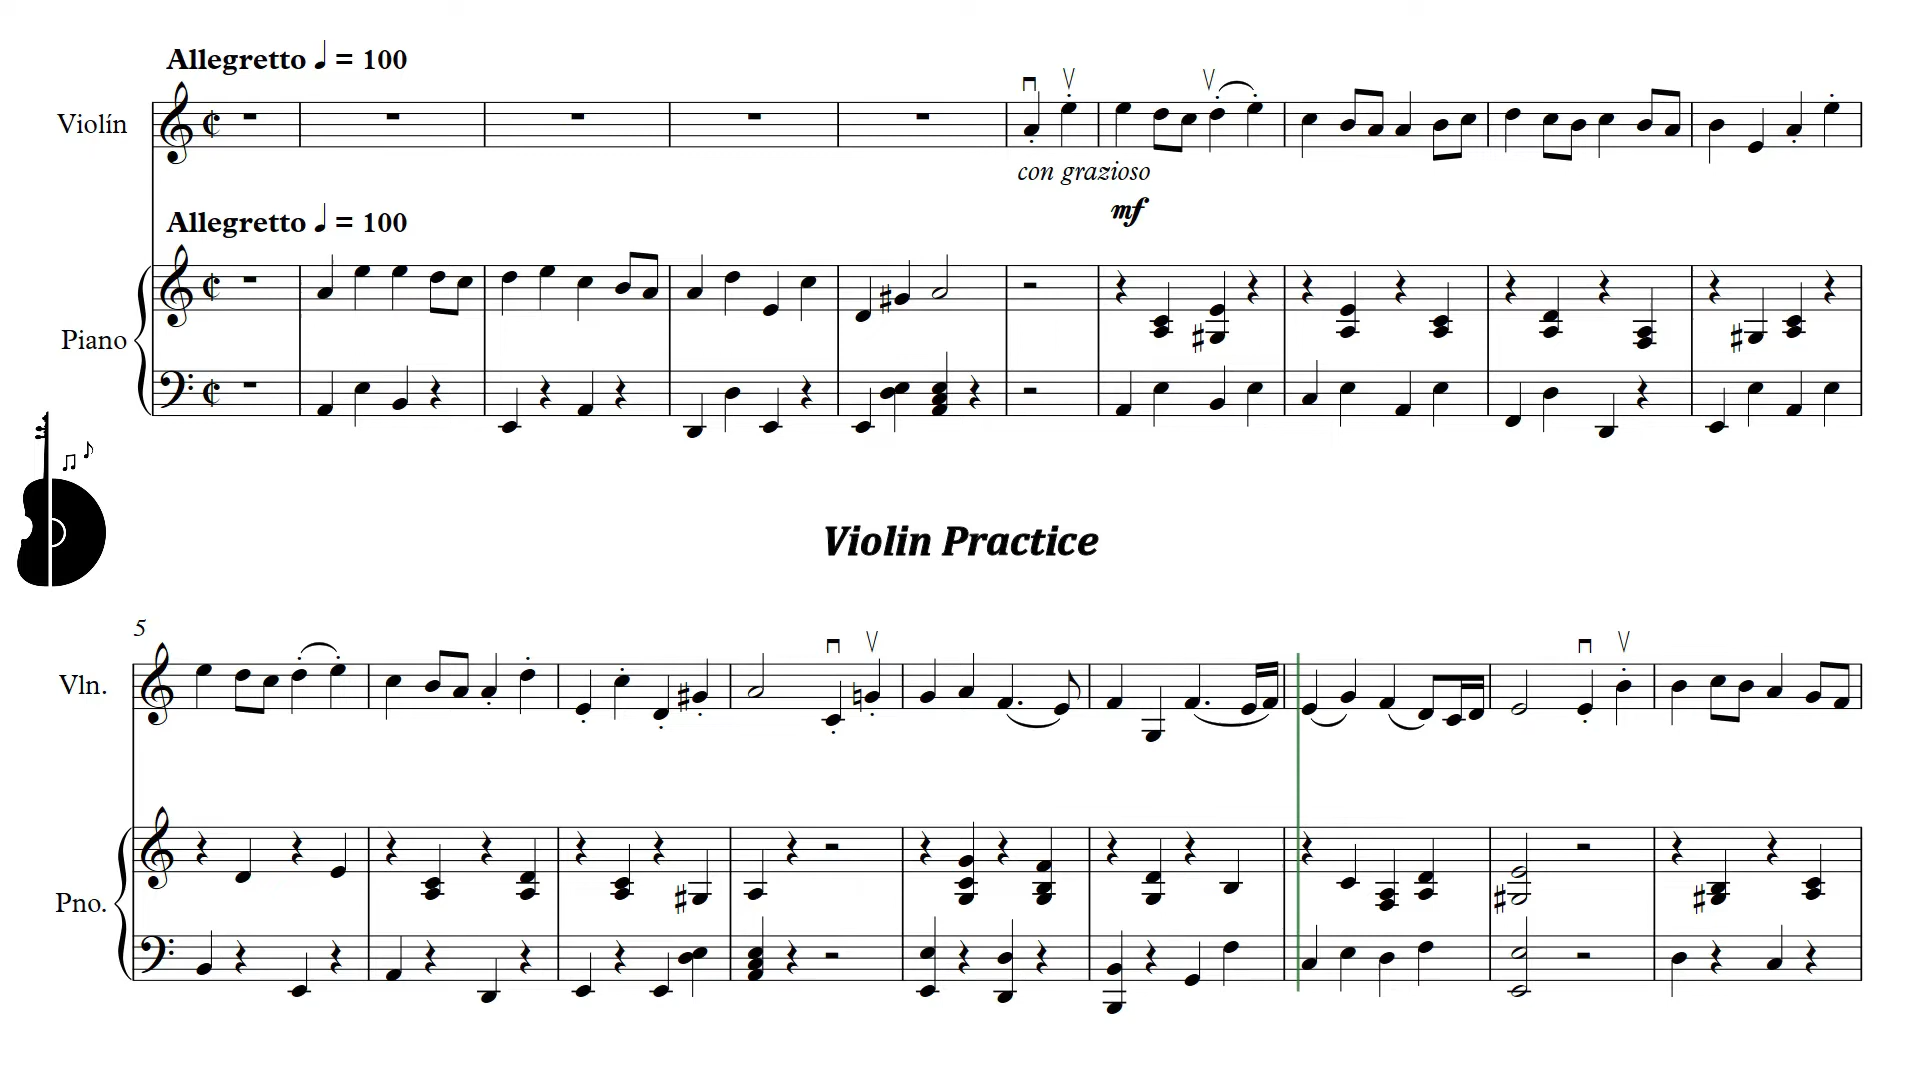 Allegretto ♩ = 100
Violín
con grazioso
mf
Allegretto ♩ = 100
Piano
Violin Practice
5
Vln.
Pno.